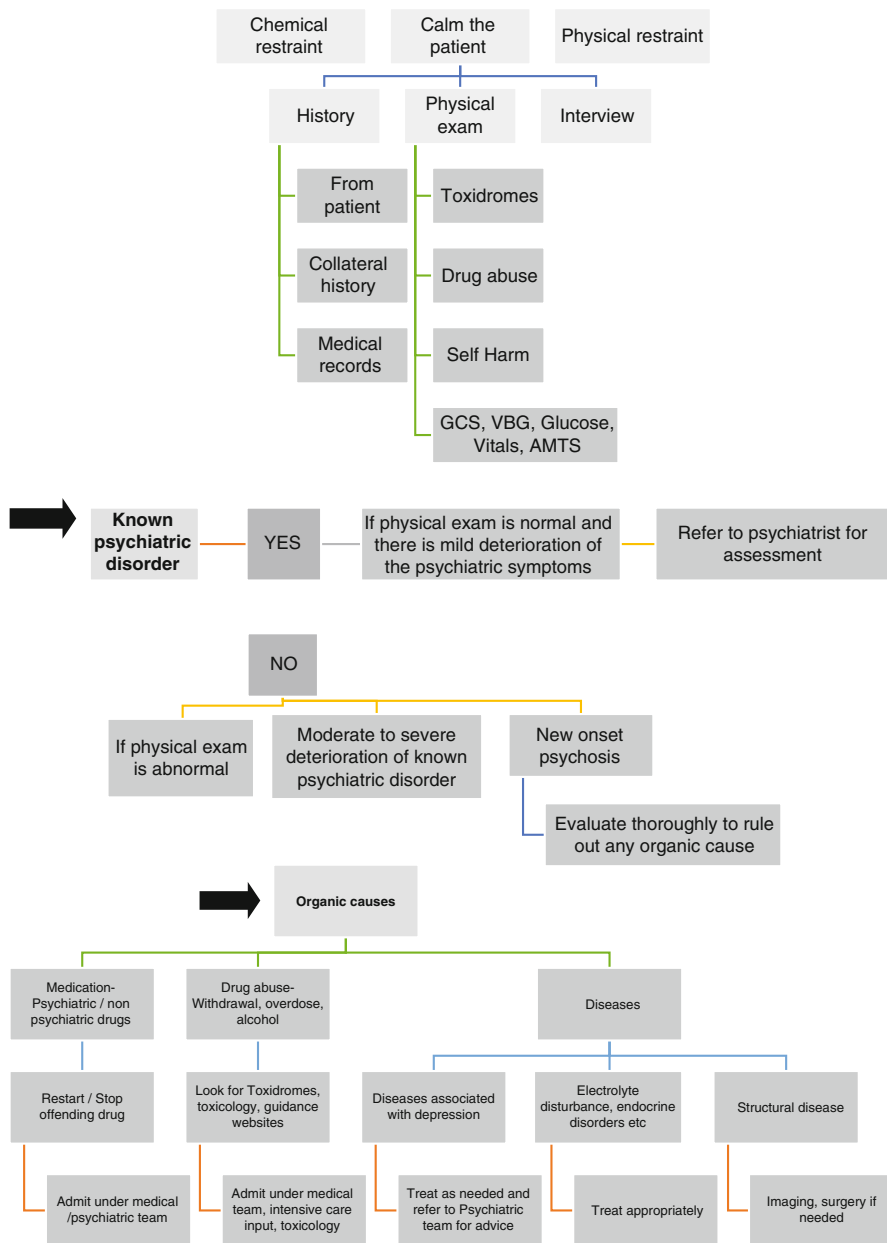 Chemical
restraint
Calm the
patient
Physical restraint
History
Physical
exam
Interview
From
patient
Toxidromes
Collateral
history
Drug abuse
Medical
records
Self Harm
GCS, VBG, Glucose,
Vitals, AMTS
Known
psychiatric
disorder
YES
If physical exam is normal and
there is mild deterioration of
the psychiatric symptoms
Refer to psychiatrist for
assessment
NO
If physical exam
is abnormal
Moderate to severe
deterioration of known
psychiatric disorder
New onset
psychosis
Evaluate thoroughly to rule
out any organic cause
Organic causes
Medication-
Psychiatric / non
psychiatric drugs
Drug abuse-
Withdrawal, overdose,
alcohol
Diseases
Restart / Stop
offending drug
Look for Toxidromes,
toxicology, guidance
websites
Diseases associated
with depression
Electrolyte
disturbance, endocrine
disorders etc
Structural disease
Admit under medical
/psychiatric team
Admit under medical
team, intensive care
input, toxicology
Treat as needed and
refer to Psychiatric
team for advice
Treat appropriately
Imaging, surgery if
needed